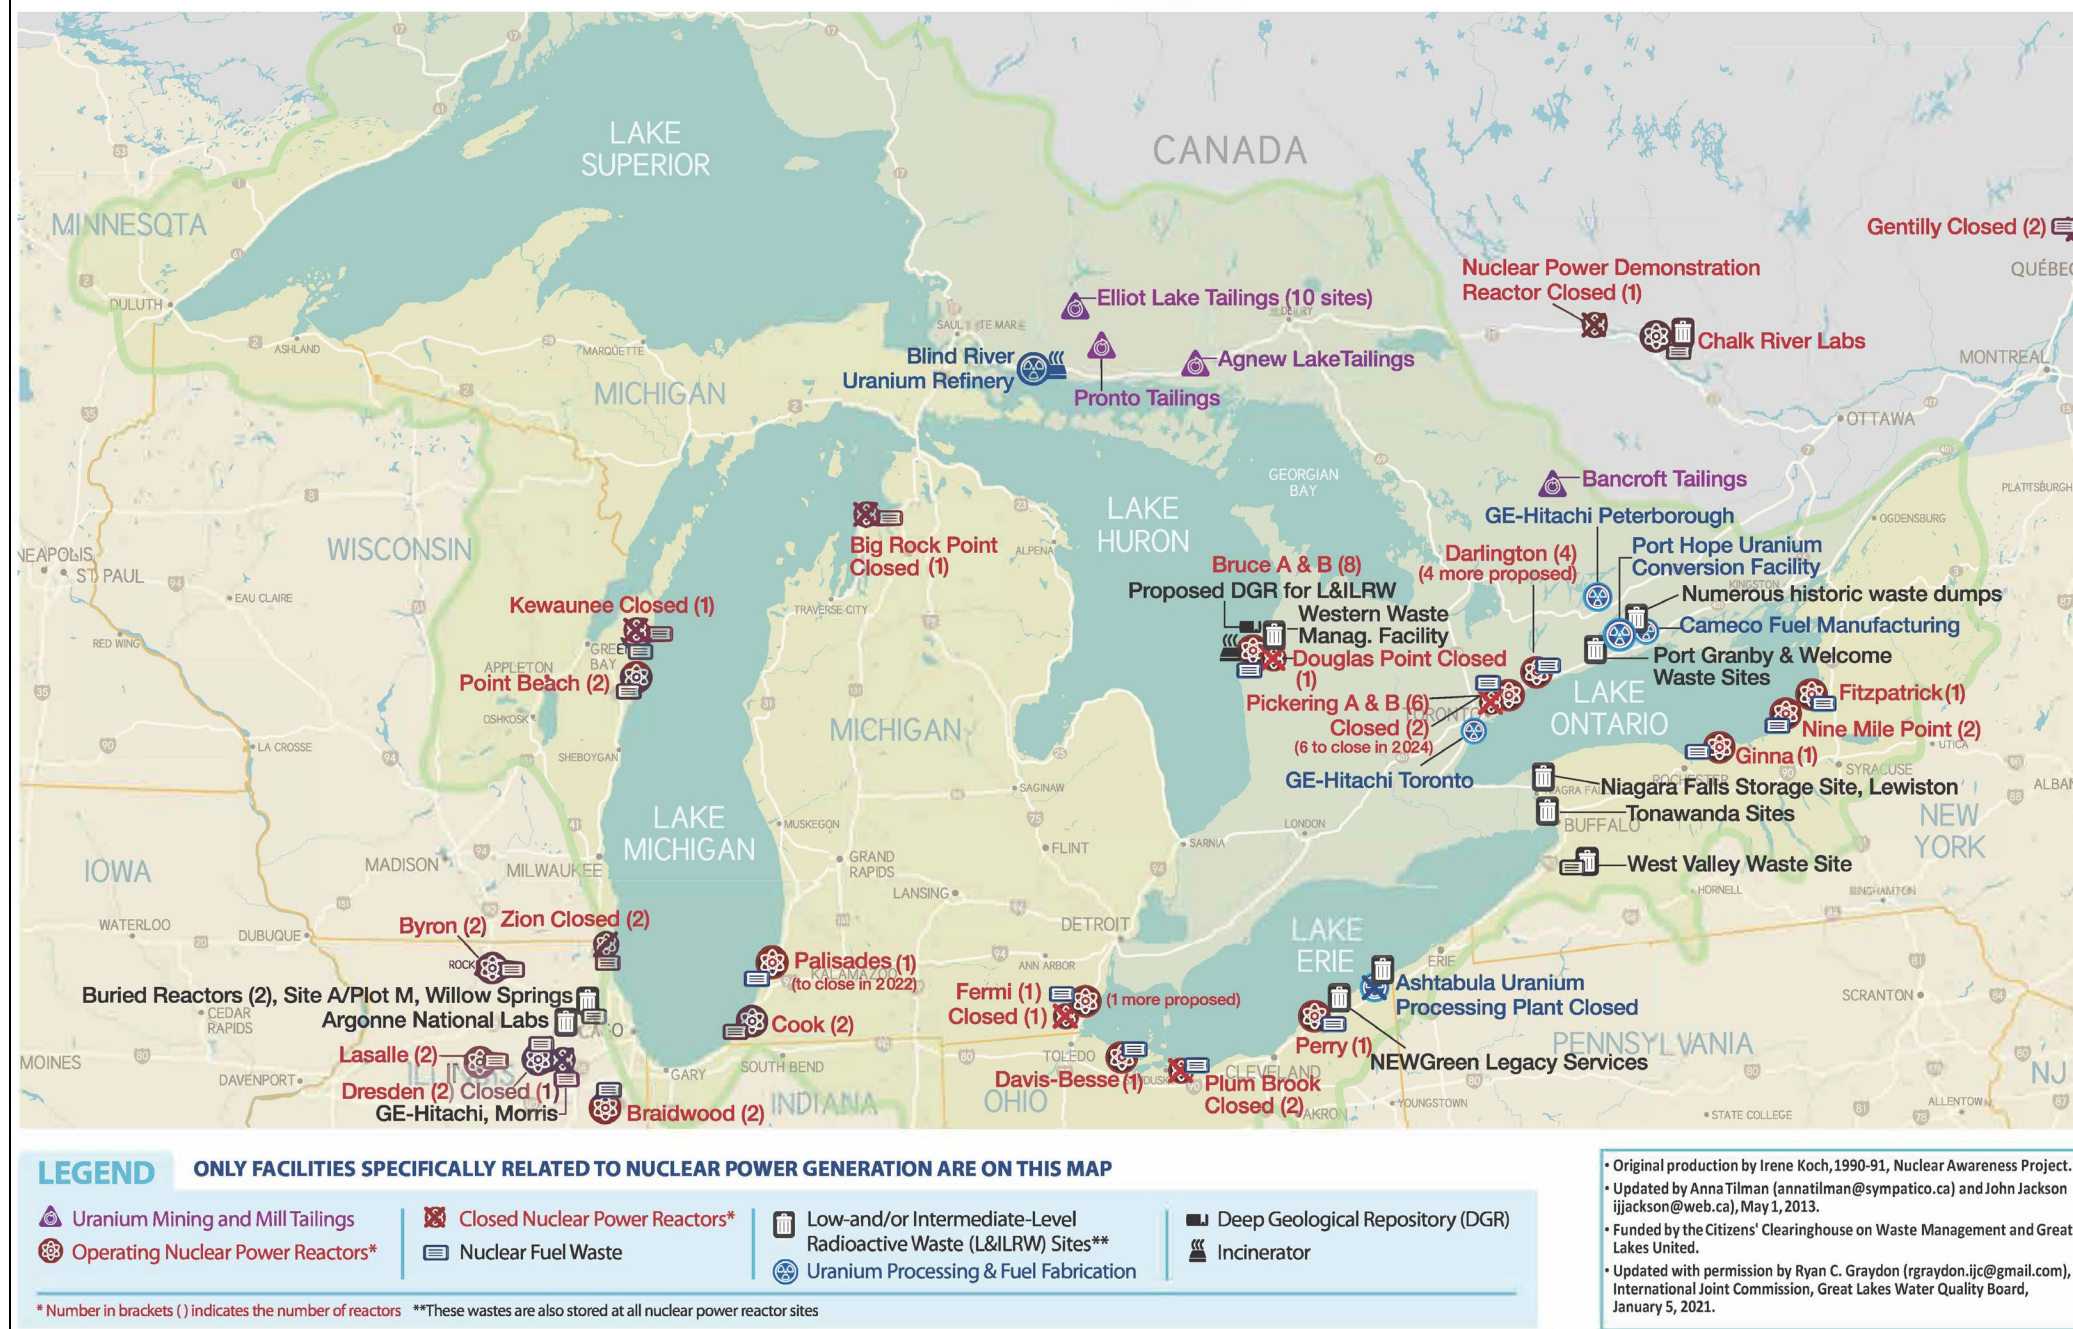 LAKE
SUPERIOR
CANADA
MINNESOTA
Gentilly Closed (2)
QUÉBEC
Nuclear Power Demonstration
Reactor Closed (1)
Chalk River Labs
MONTREAL
OTTAWA
DULUTH
ASHLAND
MARQUETTE
MICHIGAN
Elliot Lake Tailings (10 sites)
Blind River
Uranium Refinery
Agnew LakeTailings
Pronto Tailings
GEORGIAN
BAY
Bancroft Tailings
PLATTSBURGH
OGDENSBURG
GE-Hitachi Peterborough
LAKE
HURON
WISCONSIN
Big Rock Point
Closed (1)
ALPENA
NEAPOLIS
ST PAUL
EAU CLAIRE
RED WING
Bruce A & B (8)
Proposed DGR for L&ILRW
Western Waste
Manag. Facility
Douglas Point Closed
(1)
Darlington (4)
(4 more proposed)
Port Hope Uranium
Conversion Facility
KINGSTON
Numerous historic waste dumps
Cameco Fuel Manufacturing
Port Granby & Welcome
Waste Sites
Kewaunee Closed (1)
GREEN
BAY
APPLETON
Point Beach (2)
OSHKOSK
TRAVERSE CITY
LA CROSSE
SHEBOYGAN
MICHIGAN
Pickering A & B (6)
Closed (2)
(6 to close in 2024)
TORONTO
GE-Hitachi Toronto
LAKE
ONTARIO
Fitzpatrick (1)
Nine Mile Point (2)
UTICA
Ginna (1)
SYRACUSE
ROCHESTER
ALBAN
Niagara Falls Storage Site, Lewiston
Tonawanda Sites
BUFFALO
NEW
YORK
West Valley Waste Site
HORNELL
BINGHAMTON
SAGINAW
MUSKEGON
FLINT
GRAND
RAPIDS
LANSING
SARNIA
LONDON
DETROIT
LAKE
MICHIGAN
MADISON
MILWAUKEE
IOWA
WATERLOO
DUBUQUE
Byron (2)
Zion Closed (2)
ROCK
Palisades (1)
KALAMAZOO
(to close in 2022)
Cook (2)
ANN ARBOR
Fermi (1)
Closed (1)
(1 more proposed)
LAKE
ERIE
ERIE
Ashtabula Uranium
Processing Plant Closed
SCRANTON
Buried Reactors (2), Site A/Plot M, Willow Springs
Argonne National Labs
CEDAR
RAPIDS
MOINES
DAVENPORT
Lasalle (2)
Dresden (2) Closed (1)
GE-Hitachi, Morris
Braidwood (2)
GARY
SOUTH BEND
INDIANA
TOLEDO
Davis-Besse (1)
OHIO
Plum Brook
Closed (2)
CLEVELAND
AKRON
Perry (1)
NEWGreen Legacy Services
PENNSYLVANIA
YOUNGSTOWN
STATE COLLEGE
ALLENTOWN
NJ
LEGEND
ONLY FACILITIES SPECIFICALLY RELATED TO NUCLEAR POWER GENERATION ARE ON THIS MAP
Uranium Mining and Mill Tailings
Operating Nuclear Power Reactors*
Closed Nuclear Power Reactors*
Nuclear Fuel Waste
Low-and/or Intermediate-Level
Radioactive Waste (L&ILRW) Sites**
Uranium Processing & Fuel Fabrication
Deep Geological Repository (DGR)
Incinerator
* Number in brackets ( ) indicates the number of reactors **These wastes are also stored at all nuclear power reactor sites
• Original production by Irene Koch,1990-91, Nuclear Awareness Project.
• Updated by Anna Tilman (annatilman@sympatico.ca) and John Jackson
ijjackson@web.ca), May 1, 2013.
• Funded by the Citizens' Clearinghouse on Waste Management and Great
Lakes United.
• Updated with permission by Ryan C. Graydon (rgraydon.ijc@gmail.com),
International Joint Commission, Great Lakes Water Quality Board,
January 5, 2021.